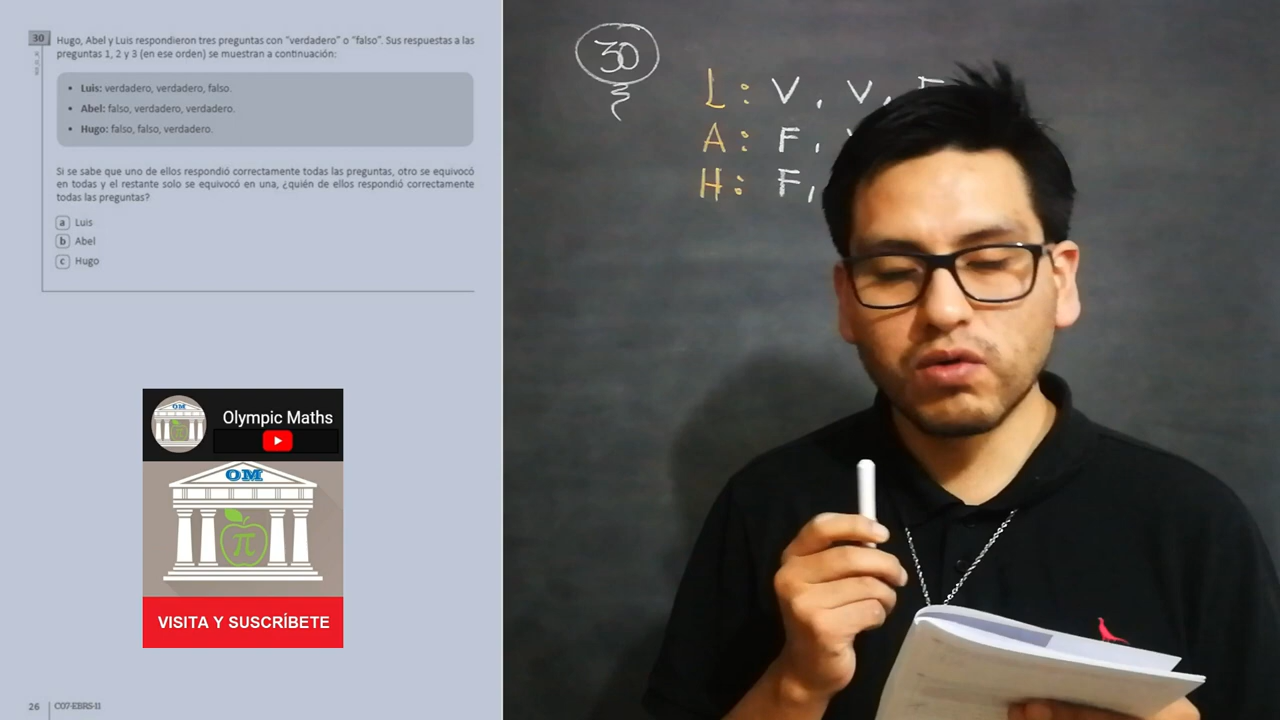 30
Hugo, Abel y Luis respondieron tres preguntas con "verdadero" o "falso". Sus respuestas a las
preguntas 1, 2 y 3 (en ese orden) se muestran a continuación:
• Luis: verdadero, verdadero, falso.
• Abel: falso, verdadero, verdadero.
• Hugo: falso, falso, verdadero.
Si se sabe que uno de ellos respondió correctamente todas las preguntas, otro se equivocó
en todas y el restante solo se equivocó en una, ¿quién de ellos respondió correctamente
todas las preguntas?
a Luis
b Abel
c Hugo
OM
Olympic Maths
OM
π
VISITA Y SUSCRÍBETE
26 C07-EBRS-11
30
L: V, V, F
A: F,
H: F,